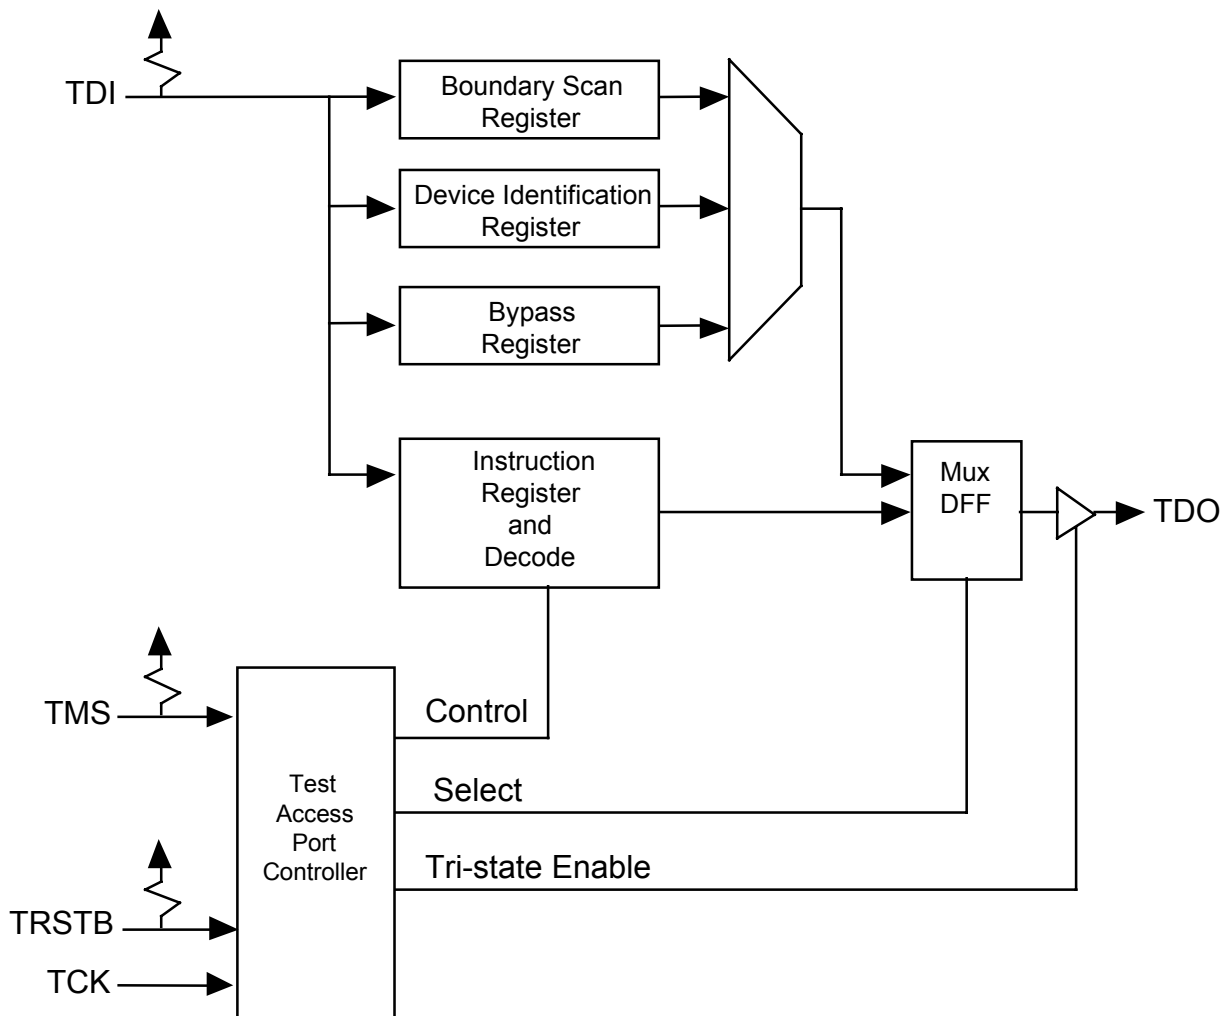 TDI
Boundary Scan
Register
Device Identification
Register
Bypass
Register
Instruction
Register
and
Decode
Mux
DFF
TDO
TMS
Control
Test
Access
Port
Controller
Select
Tri-state Enable
TRSTB
TCK